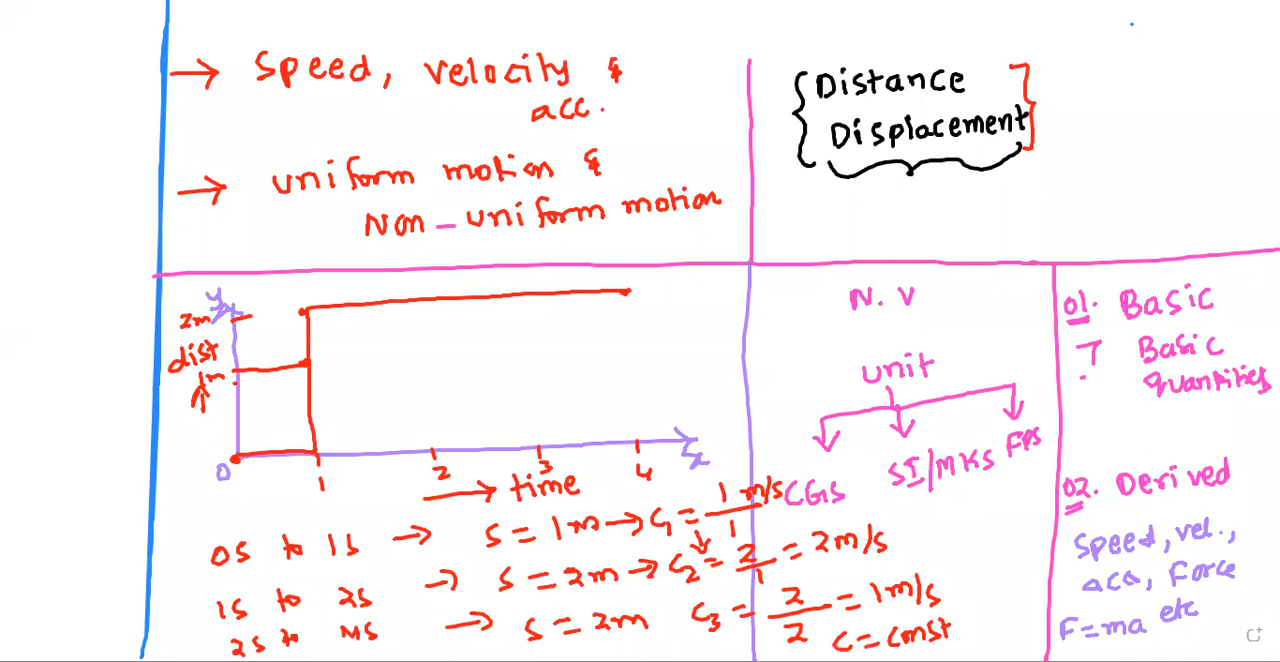 → Speed, velocity &
acc.
→ uniform motion &
Non-uniform motion
{Distance
Displacement}
y
2m
dist
1m
0
1
2
3
4
x
→ time
0s to 1s → s = 1m → C₁ = 1/1 m/s
1s to 2s → s = 2m → C₂ = 2/1 = 2m/s
s = 2m C₃ = 2/2 = 1m/s
C = const
N.V
unit
CGS
SI/MKS
FPS
01. Basic
7 Basic
quantities
02. Derived
Speed, vel.,
acc, Force
F=ma etc